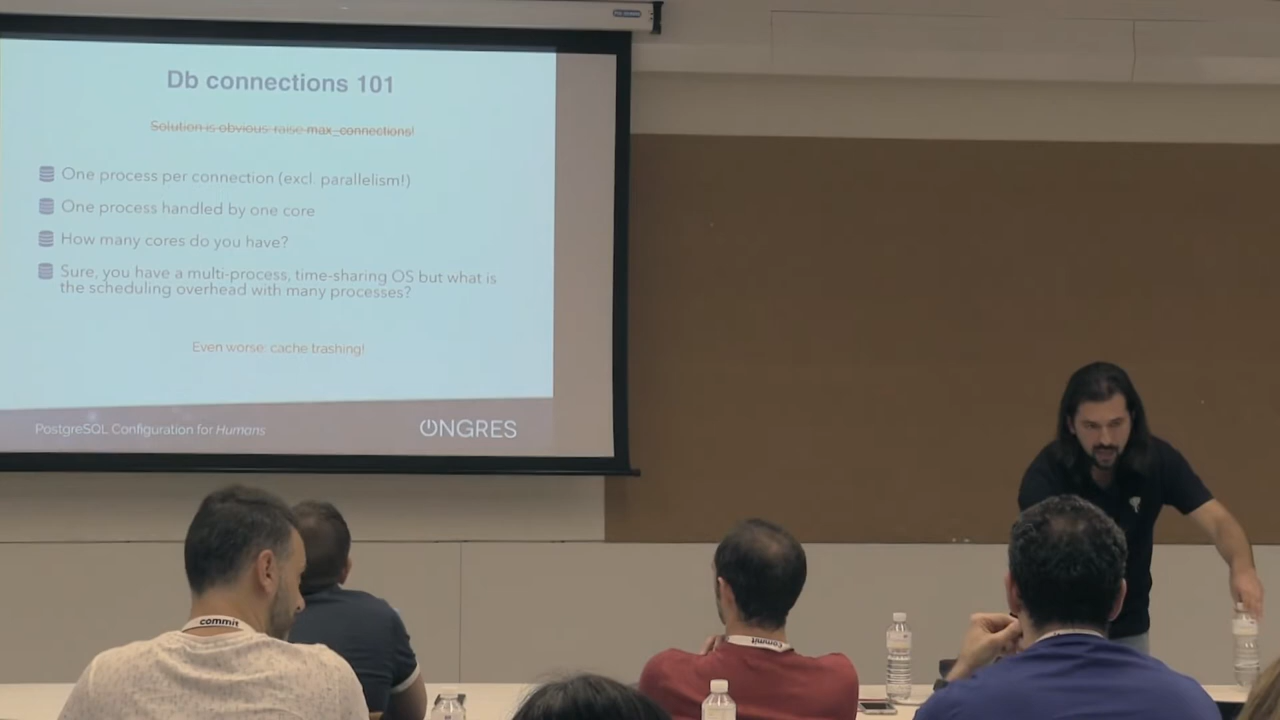 Db connections 101
Solution is obvious: raise max_connections!
One process per connection (excl. parallelism!)
One process handled by one core
How many cores do you have?
Sure, you have a multi-process, time-sharing OS but what is
the scheduling overhead with many processes?
Even worse: cache trashing!
PostgreSQL Configuration for Humans
ONGRES
commit
commit